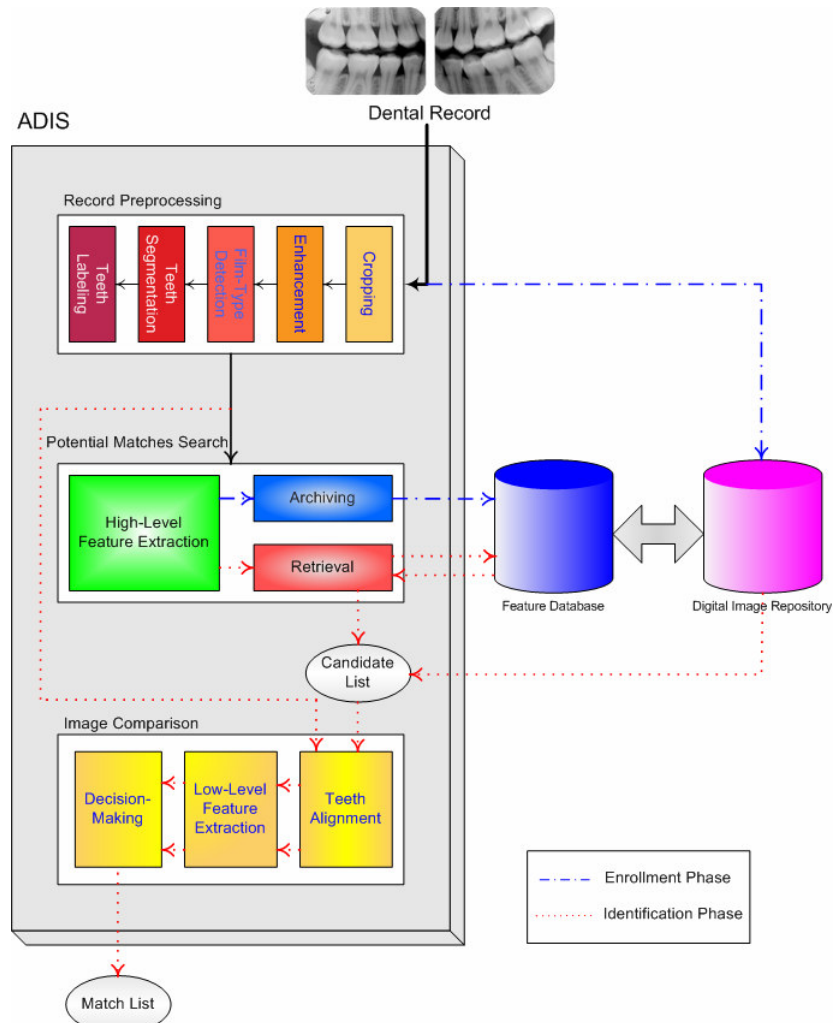 Dental Record
ADIS
Record Preprocessing
Teeth
Labeling
Teeth
Segmentation
Film-Type
Detection
Enhancement
Cropping
Potential Matches Search
High-Level
Feature Extraction
Archiving
Retrieval
Feature Database
Digital Image Repository
Candidate
List
Image Comparison
Decision-
Making
Low-Level
Feature
Extraction
Teeth
Alignment
Enrollment Phase
Identification Phase
Match List